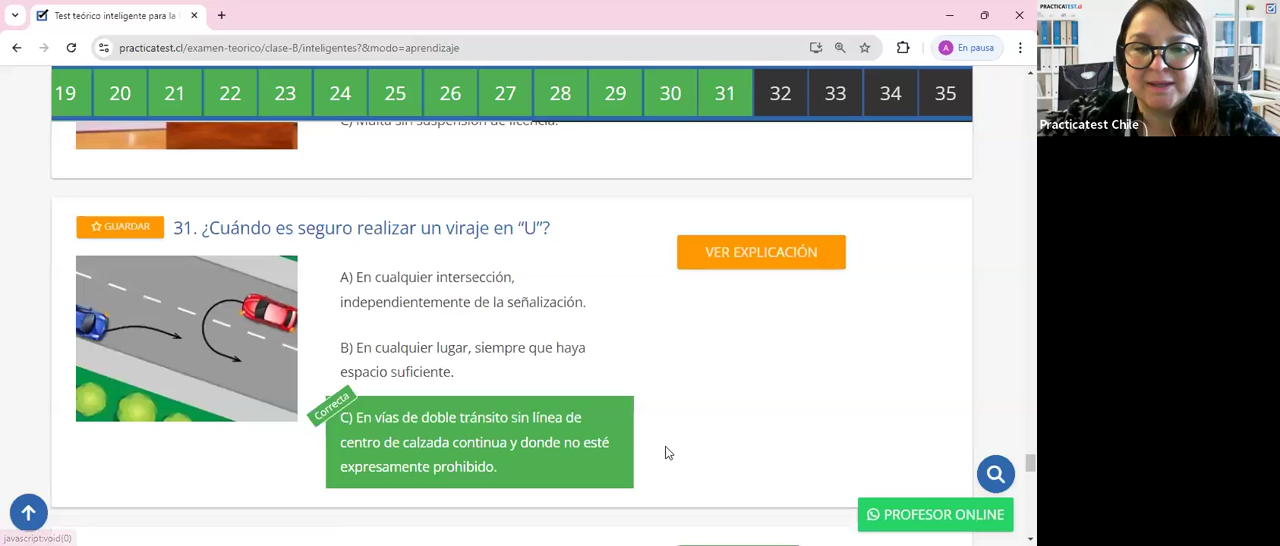 Test teórico inteligente para la
practicatest.cl/examen-teorico/clase-B/inteligentes?&modo=aprendizaje
A
En pausa
PRACTICATEST.cl
Practicatest Chile
19 20 21 22 23 24 25 26 27 28 29 30 31 32 33 34 35
C) Multa sin suspensión de licencia.
GUARDAR
31. ¿Cuándo es seguro realizar un viraje en “U”?
VER EXPLICACIÓN
A) En cualquier intersección,
independientemente de la señalización.
B) En cualquier lugar, siempre que haya
espacio suficiente.
Correcta
C) En vías de doble tránsito sin línea de
centro de calzada continua y donde no esté
expresamente prohibido.
PROFESOR ONLINE
javascript:void(0)